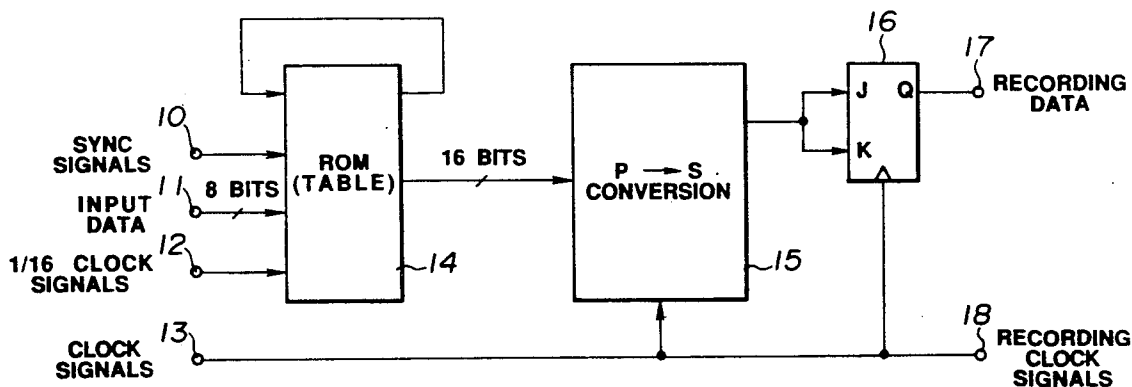 16
17
J Q
K
RECORDING
DATA
10
SYNC
SIGNALS
11
8 BITS
INPUT
DATA
12
1/16 CLOCK
SIGNALS
ROM
(TABLE)
14
16 BITS
P → S
CONVERSION
15
13
CLOCK
SIGNALS
18
RECORDING
CLOCK
SIGNALS